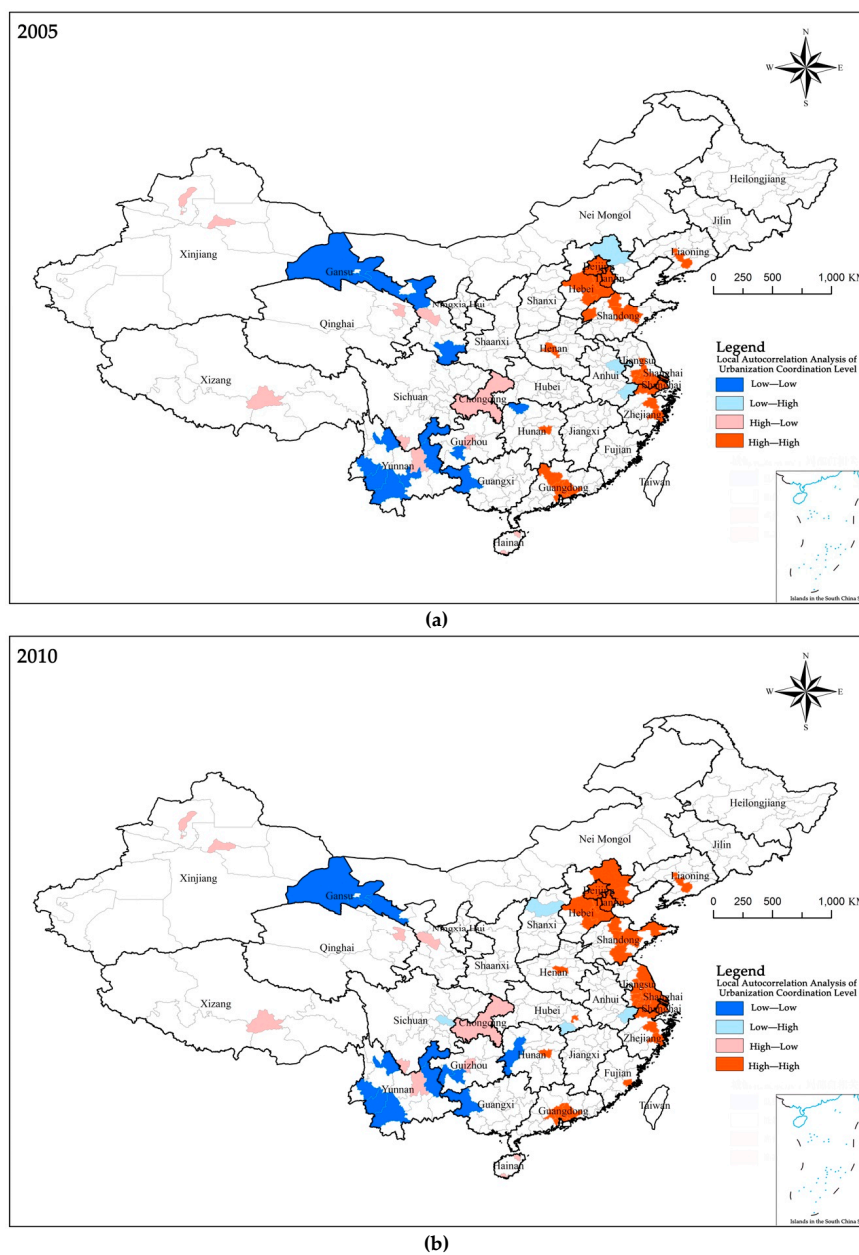 2005
N
W
E
S
Heilongjiang
Nei Mongol
Jilin
Xinjiang
Liaoning
Beijing
Gansu
Tianjin
Hebei
Ningxia Hui
Shanxi
Shandong
Qinghai
Shaanxi
Henan
Jiangsu
Xizang
Anhui
Shanghai
Hubei
Sichuan
Chongqing
Zhejiang
Hunan
Jiangxi
Guizhou
Fujian
Yunnan
Guangxi
Guangdong
Taiwan
Hainan
0 250 500 1,000 KM
Legend
Local Autocorrelation Analysis of
Urbanization Coordination Level
Low—Low
Low—High
High—Low
High—High
Islands in the South China S
(a)
2010
N
W
E
S
Heilongjiang
Nei Mongol
Jilin
Xinjiang
Liaoning
Beijing
Gansu
Tianjin
Hebei
Ningxia Hui
Shanxi
Shandong
Qinghai
Shaanxi
Henan
Jiangsu
Xizang
Anhui
Shanghai
Hubei
Sichuan
Chongqing
Zhejiang
Hunan
Jiangxi
Guizhou
Fujian
Yunnan
Guangxi
Guangdong
Taiwan
Hainan
0 250 500 1,000 KM
Legend
Local Autocorrelation Analysis of
Urbanization Coordination Level
Low—Low
Low—High
High—Low
High—High
Islands in the South China S
(b)